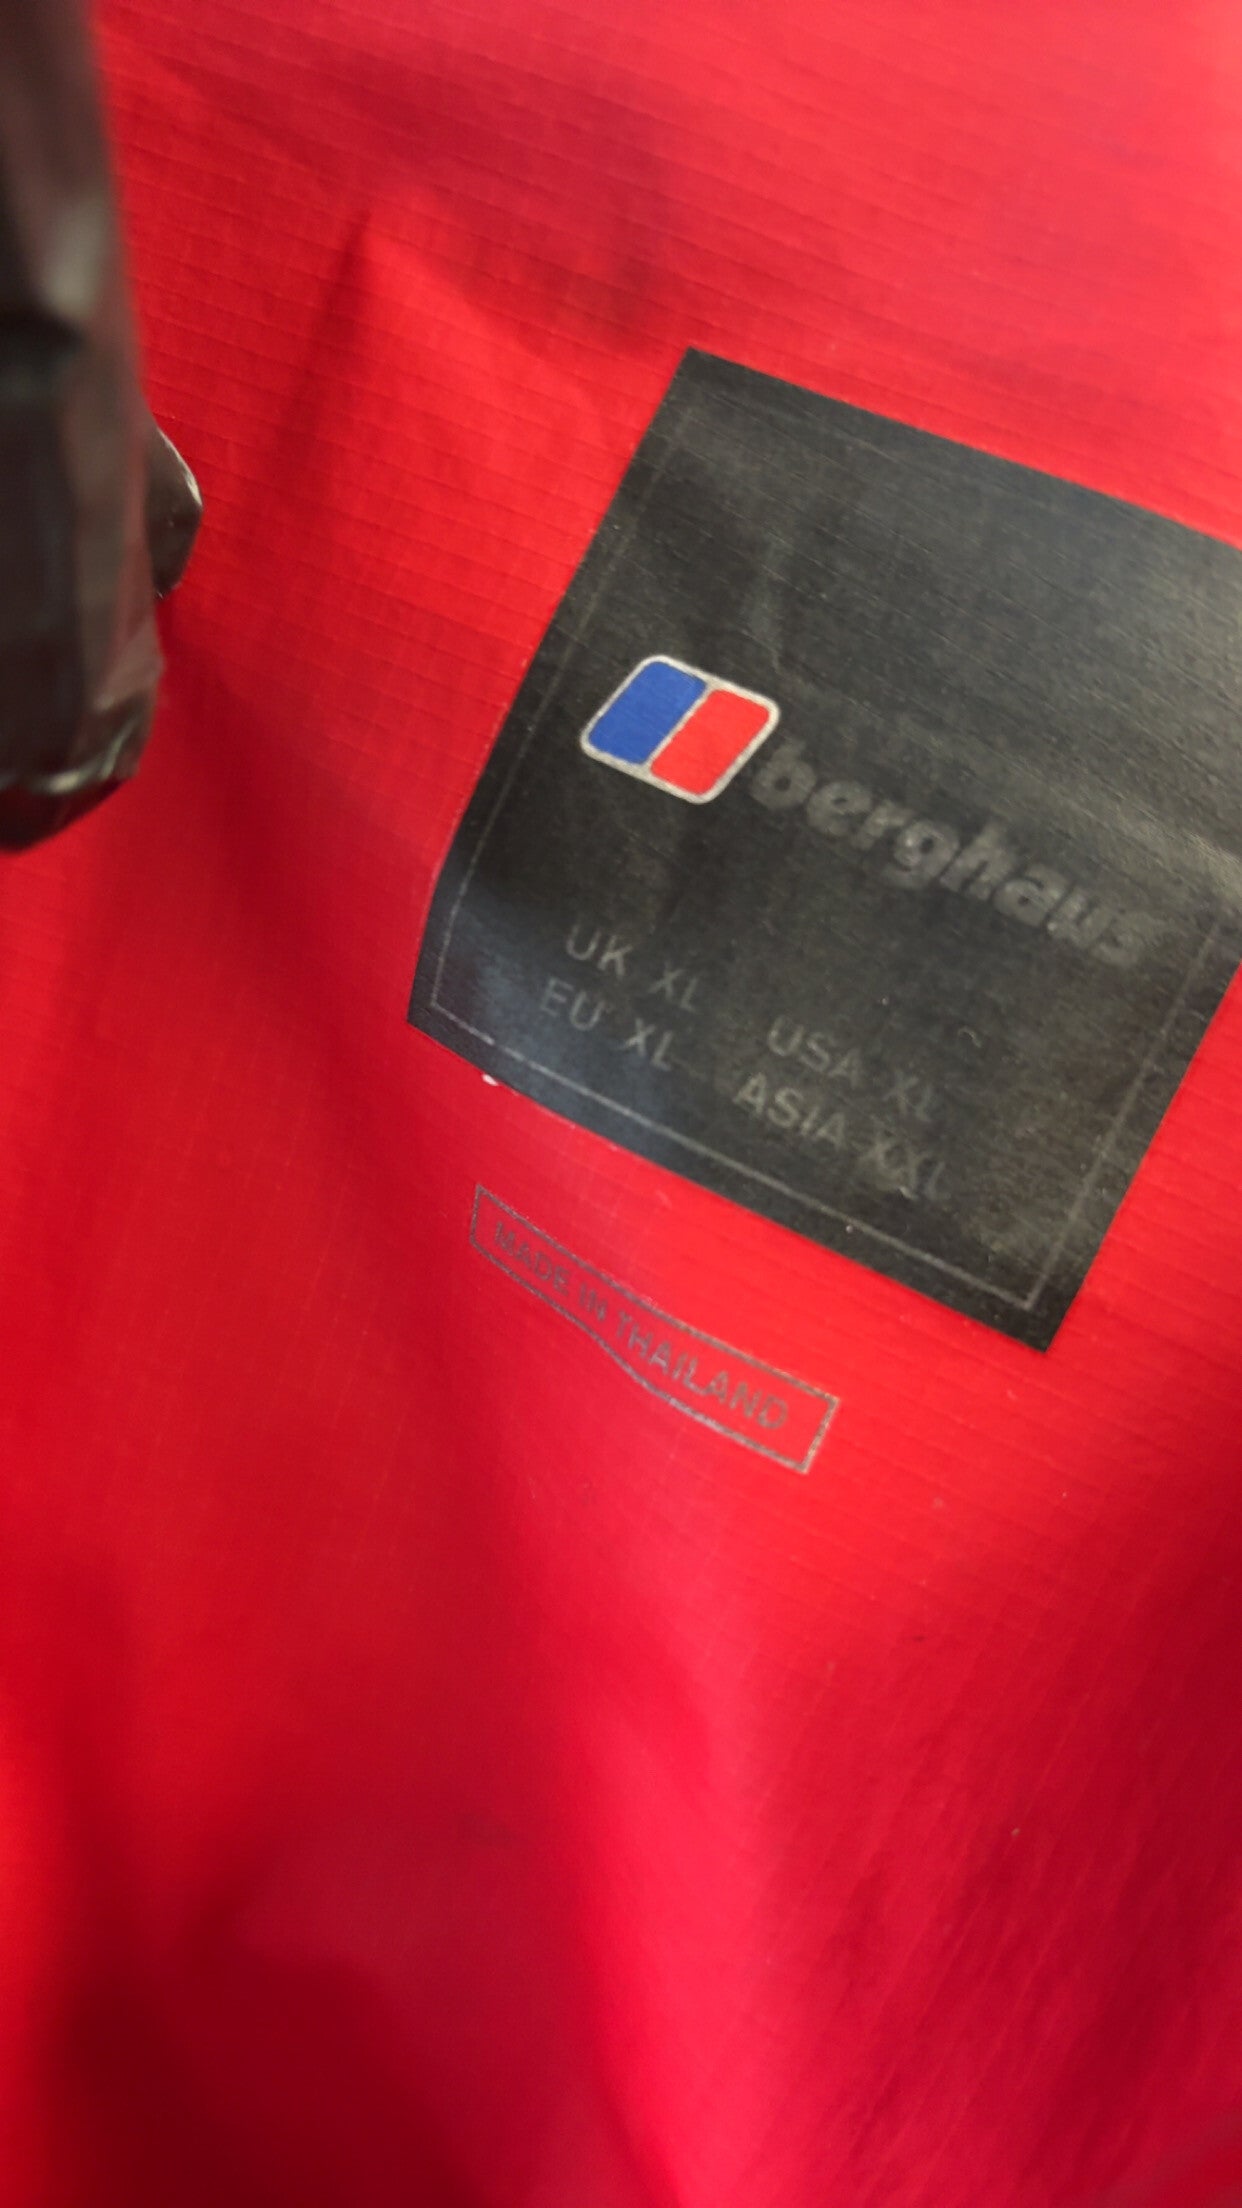 berghaus
UK XL USA XL
EU XL ASIA XXL
MADE IN THAILAND